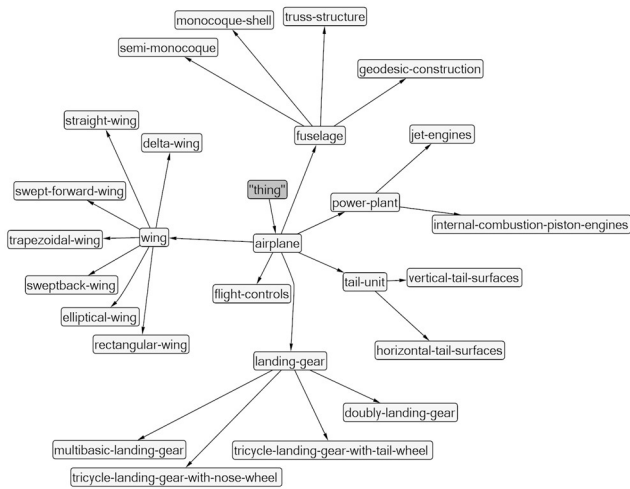 truss-structure
monocoque-shell
semi-monocoque
geodesic-construction
straight-wing
fuselage
jet-engines
delta-wing
swept-forward-wing
"thing"
power-plant
internal-combustion-piston-engines
trapezoidal-wing
wing
airplane
sweptback-wing
tail-unit
vertical-tail-surfaces
flight-controls
elliptical-wing
rectangular-wing
horizontal-tail-surfaces
landing-gear
doubly-landing-gear
multibasic-landing-gear
tricycle-landing-gear-with-tail-wheel
tricycle-landing-gear-with-nose-wheel